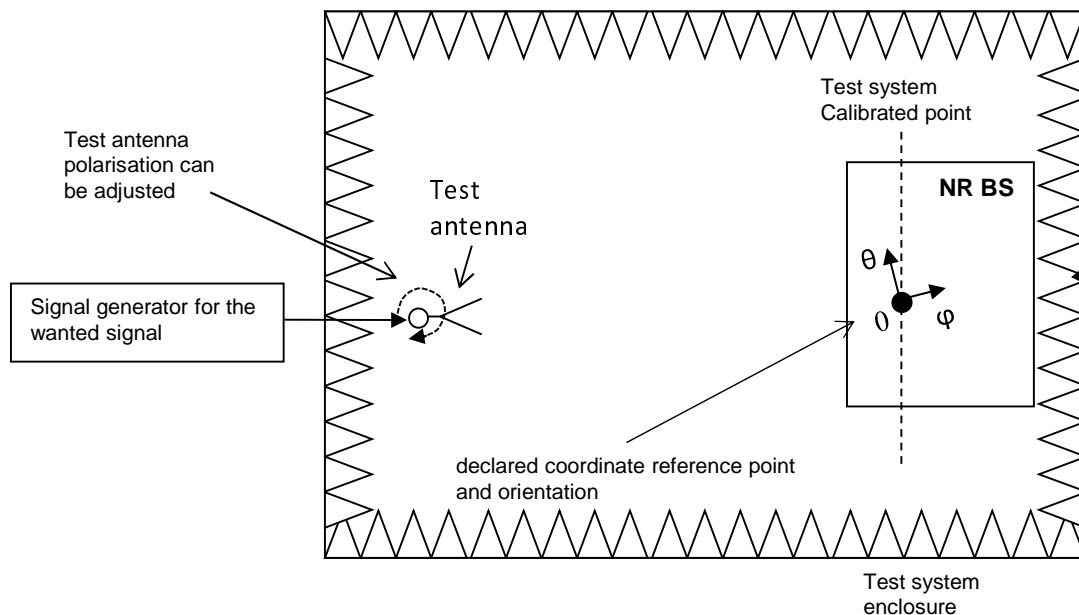 Test system
Calibrated point
Test antenna
polarisation can
be adjusted
Test
antenna
NR BS
θ
0
φ
Signal generator for the
wanted signal
declared coordinate reference point
and orientation
Test system
enclosure